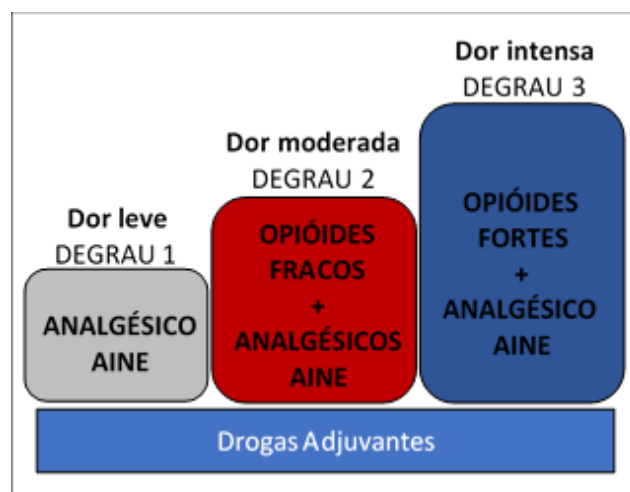 Dor leve
DEGRAU 1
ANALGÉSICO
AINE
Dor moderada
DEGRAU 2
OPIÓIDES
FRACOS
+
ANALGÉSICOS
AINE
Dor intensa
DEGRAU 3
OPIÓIDES
FORTES
+
ANALGÉSICO
AINE
Drogas Adjuvantes